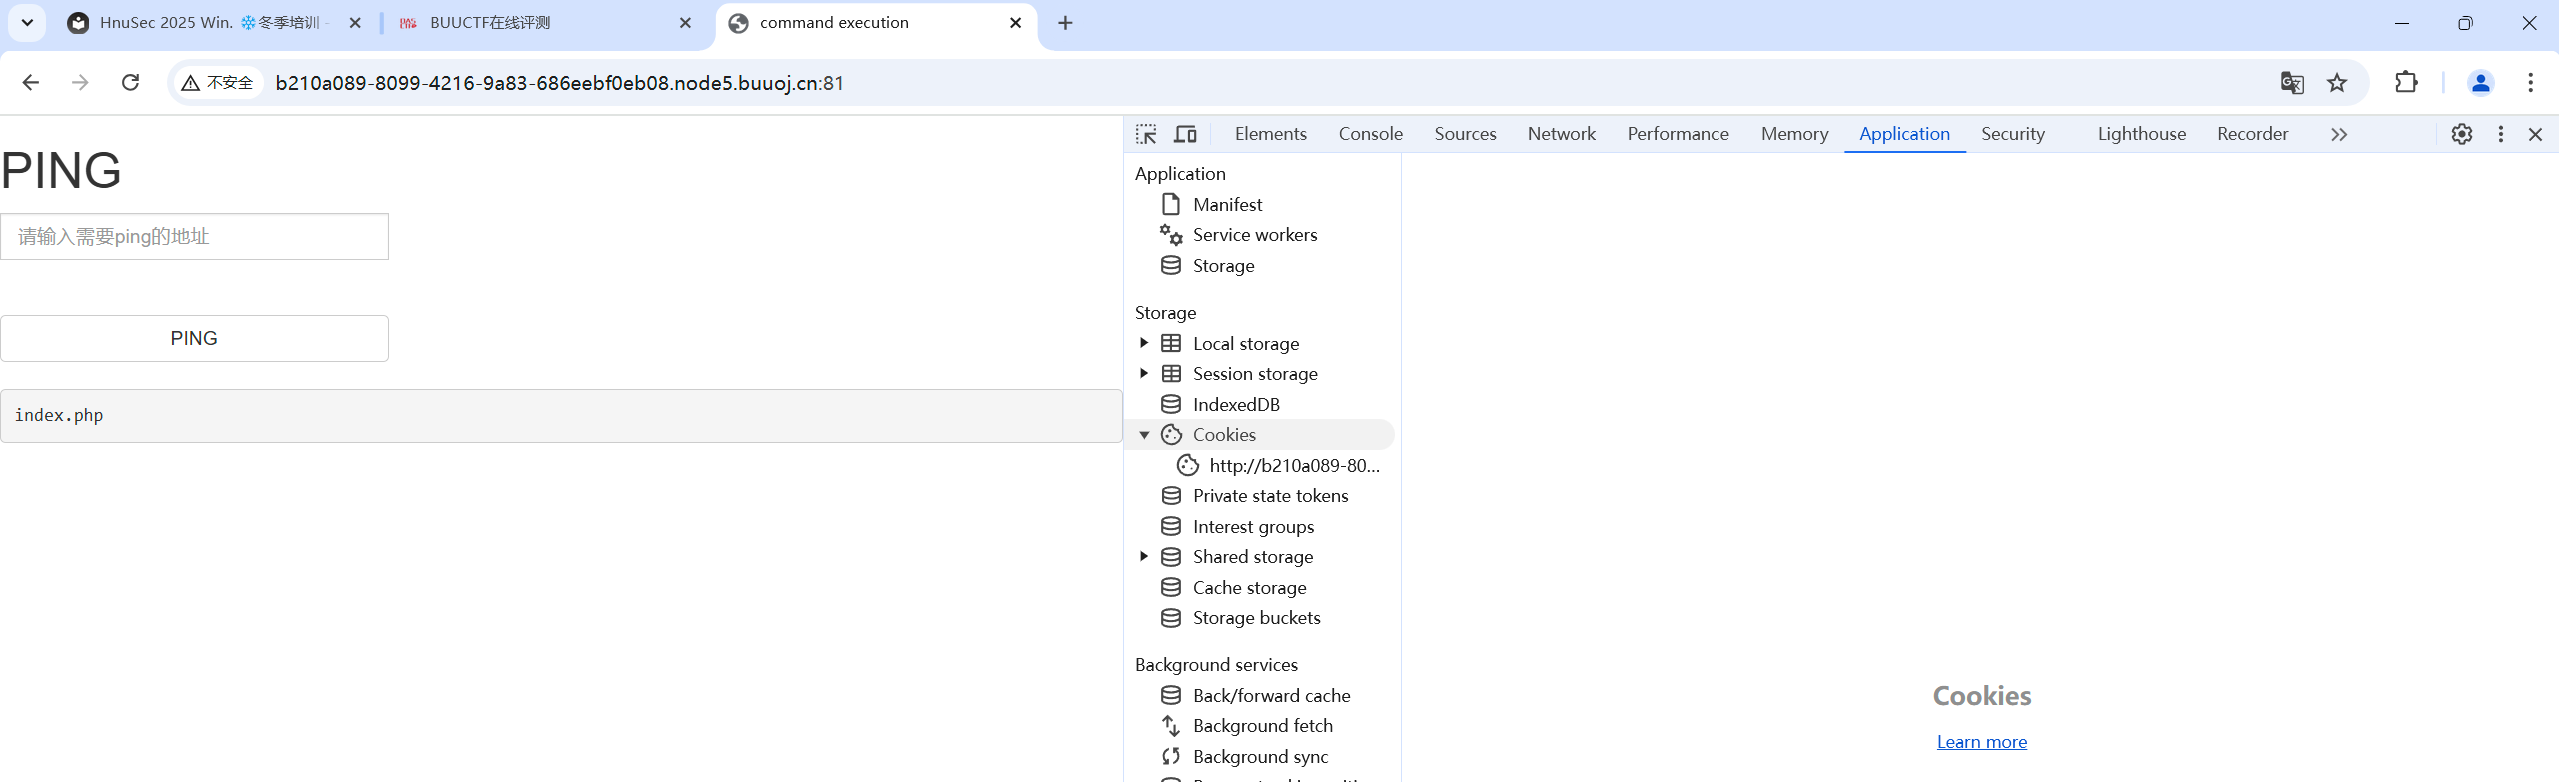 HnuSec 2025 Win. ❄️冬季培训 -
BUUCTF在线评测
command execution
不安全
b210a089-8099-4216-9a83-686eebf0eb08.node5.buuoj.cn:81
PING
请输入需要ping的地址
PING
index.php
Elements
Console
Sources
Network
Performance
Memory
Application
Security
Lighthouse
Recorder
Application
Manifest
Service workers
Storage
Storage
Local storage
Session storage
IndexedDB
Cookies
http://b210a089-80...
Private state tokens
Interest groups
Shared storage
Cache storage
Storage buckets
Background services
Back/forward cache
Background fetch
Background sync
Cookies
Learn more